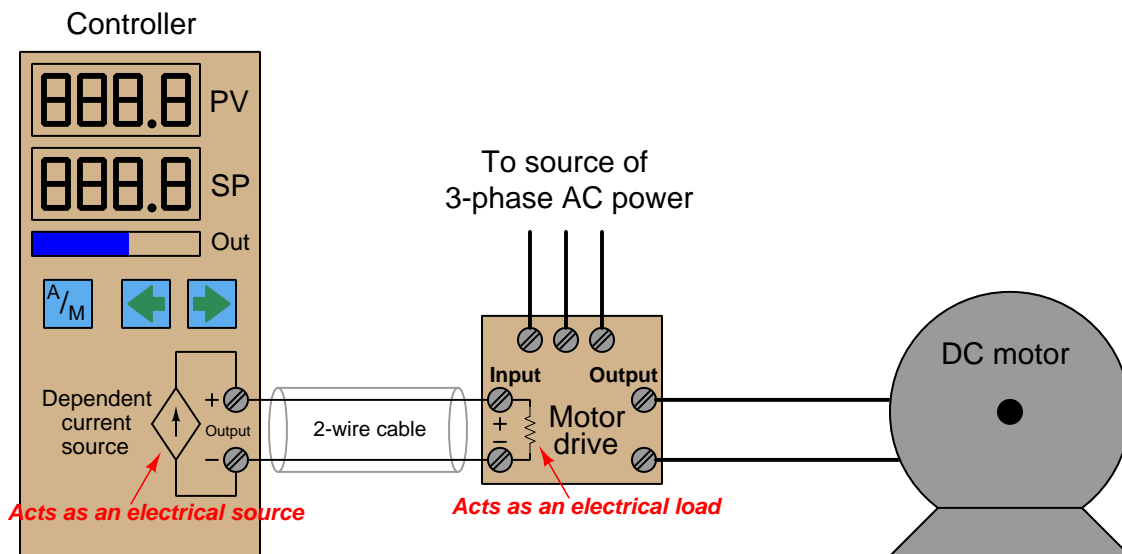 Controller
888.8 PV
888.8 SP
Out
A/M
Dependent
current
source
+
Output
−
Acts as an electrical source
2-wire cable
To source of
3-phase AC power
Input
Output
+
−
Motor
drive
Acts as an electrical load
DC motor